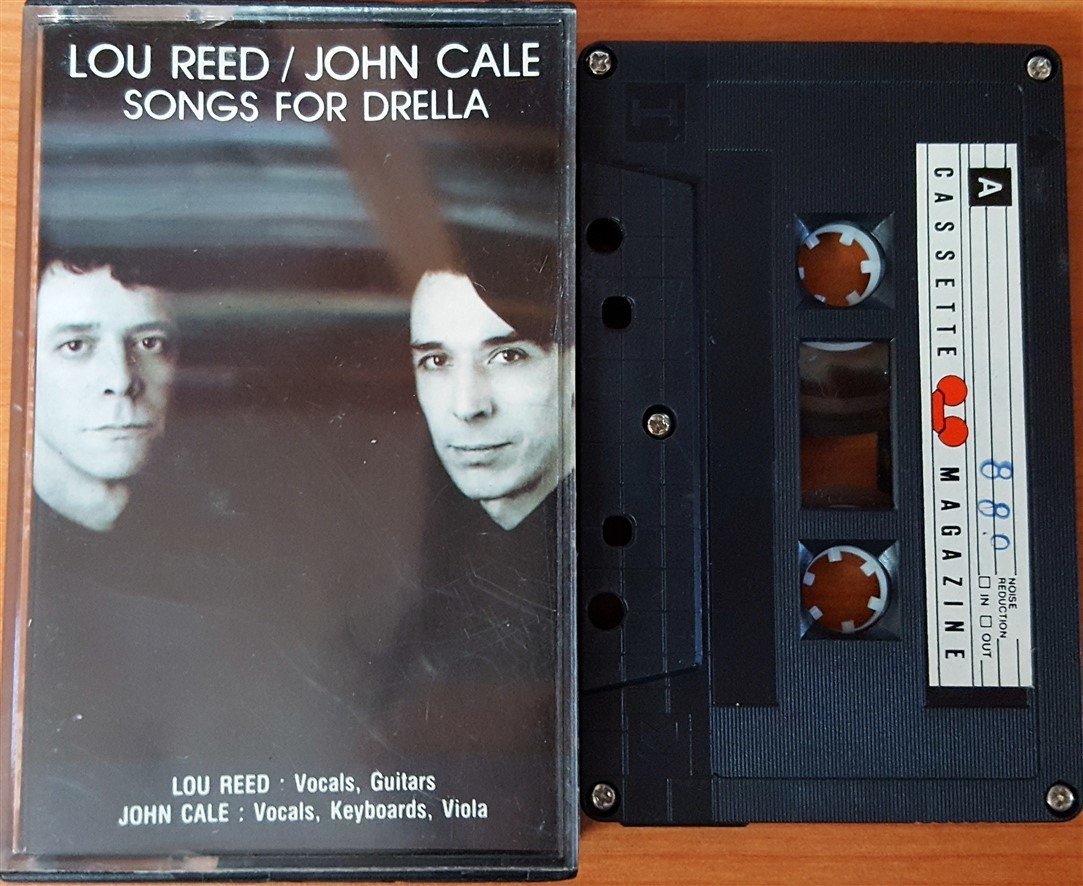 LOU REED / JOHN CALE
SONGS FOR DRELLA
LOU REED : Vocals, Guitars
JOHN CALE : Vocals, Keyboards, Viola
A
CASSETTE MAGAZINE
880
NOISE
REDUCTION
□ IN □ OUT